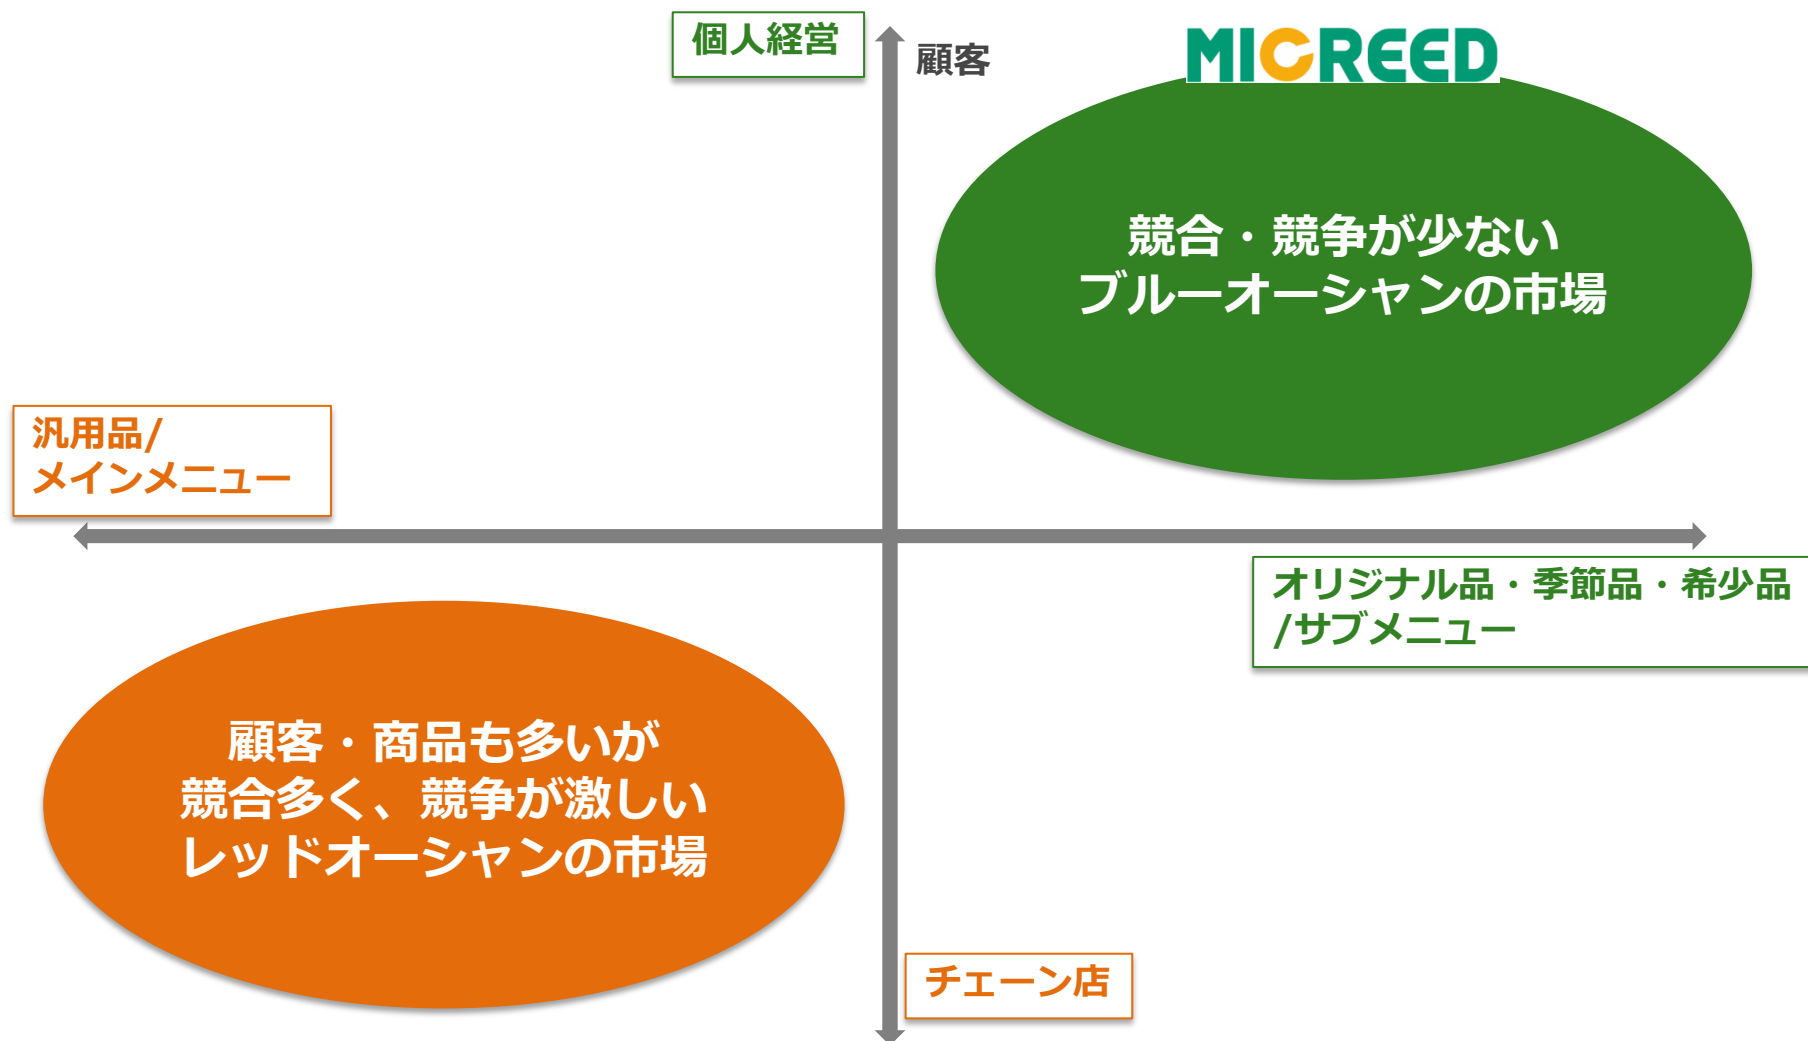 個人経営
顧客
MICREED
競合・競争が少ない
ブルーオーシャンの市場
汎用品/
メインメニュー
オリジナル品・季節品・希少品
/サブメニュー
顧客・商品も多いが
競合多く、競争が激しい
レッドオーシャンの市場
チェーン店